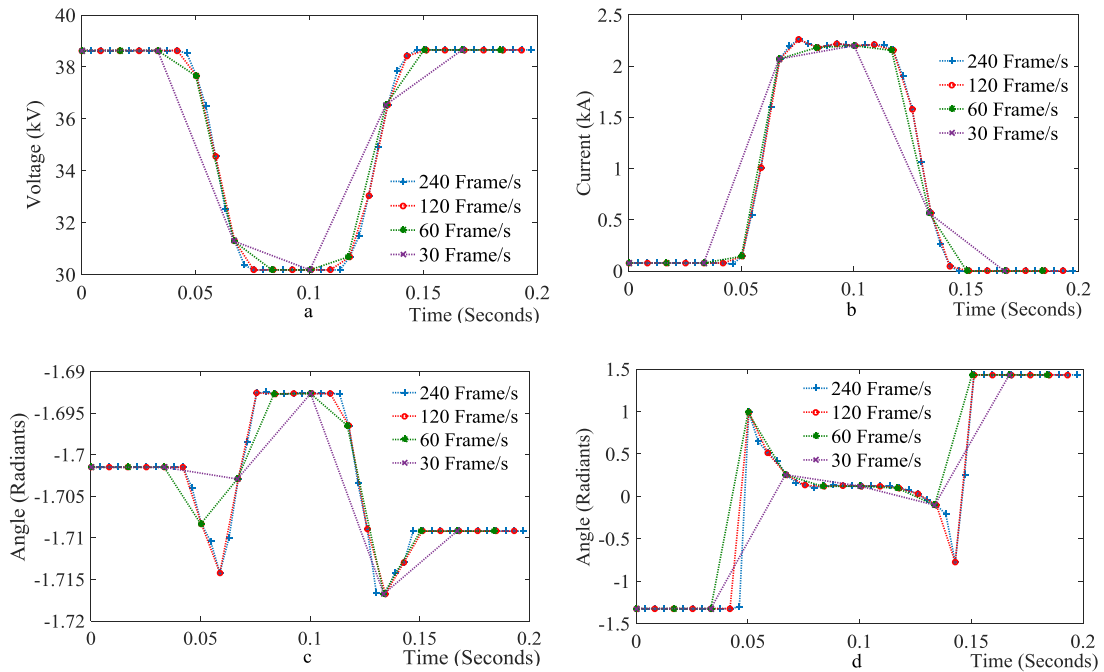 40
38
36
34
32
30
Voltage (kV)
240 Frame/s
120 Frame/s
60 Frame/s
30 Frame/s
0
0.05
0.1
0.15
0.2
a
Time (Seconds)
2.5
2
1.5
1
0.5
0
Current (kA)
240 Frame/s
120 Frame/s
60 Frame/s
30 Frame/s
0
0.05
0.1
0.15
0.2
b
Time (Seconds)
-1.69
-1.695
-1.7
-1.705
-1.71
-1.715
-1.72
Angle (Radiants)
240 Frame/s
120 Frame/s
60 Frame/s
30 Frame/s
0
0.05
0.1
0.15
0.2
c
Time (Seconds)
1.5
1
0.5
0
-0.5
-1
-1.5
Angle (Radiants)
240 Frame/s
120 Frame/s
60 Frame/s
30 Frame/s
0
0.05
0.1
0.15
0.2
d
Time (Seconds)